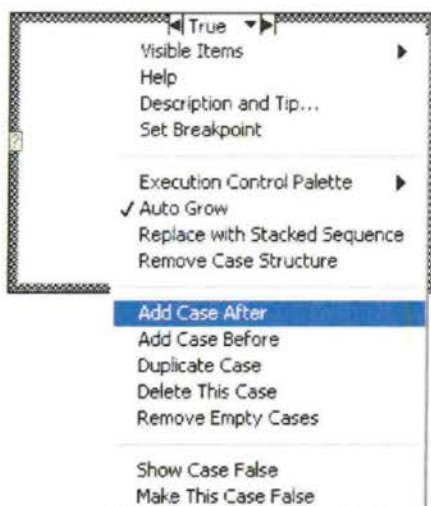 True
Visible Items
Help
Description and Tip...
Set Breakpoint
?
Execution Control Palette
Auto Grow
Replace with Stacked Sequence
Remove Case Structure
Add Case After
Add Case Before
Duplicate Case
Delete This Case
Remove Empty Cases
Show Case False
Make This Case False